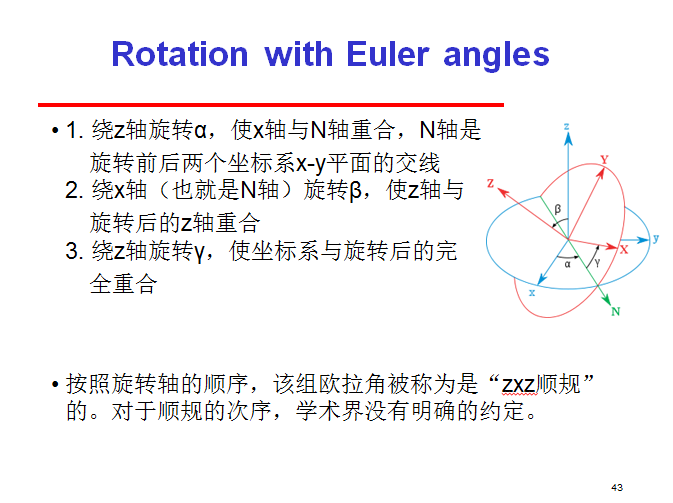 Rotation with Euler angles
• 1. 绕z轴旋转α，使x轴与N轴重合，N轴是
旋转前后两个坐标系x-y平面的交线
2. 绕x轴（也就是N轴）旋转β，使z轴与
旋转后的z轴重合
3. 绕z轴旋转γ，使坐标系与旋转后的完
全重合
z
Y
Z
β
y
X
α
γ
x
N
• 按照旋转轴的顺序，该组欧拉角被称为是“zxz顺规”
的。对于顺规的次序，学术界没有明确的约定。
43